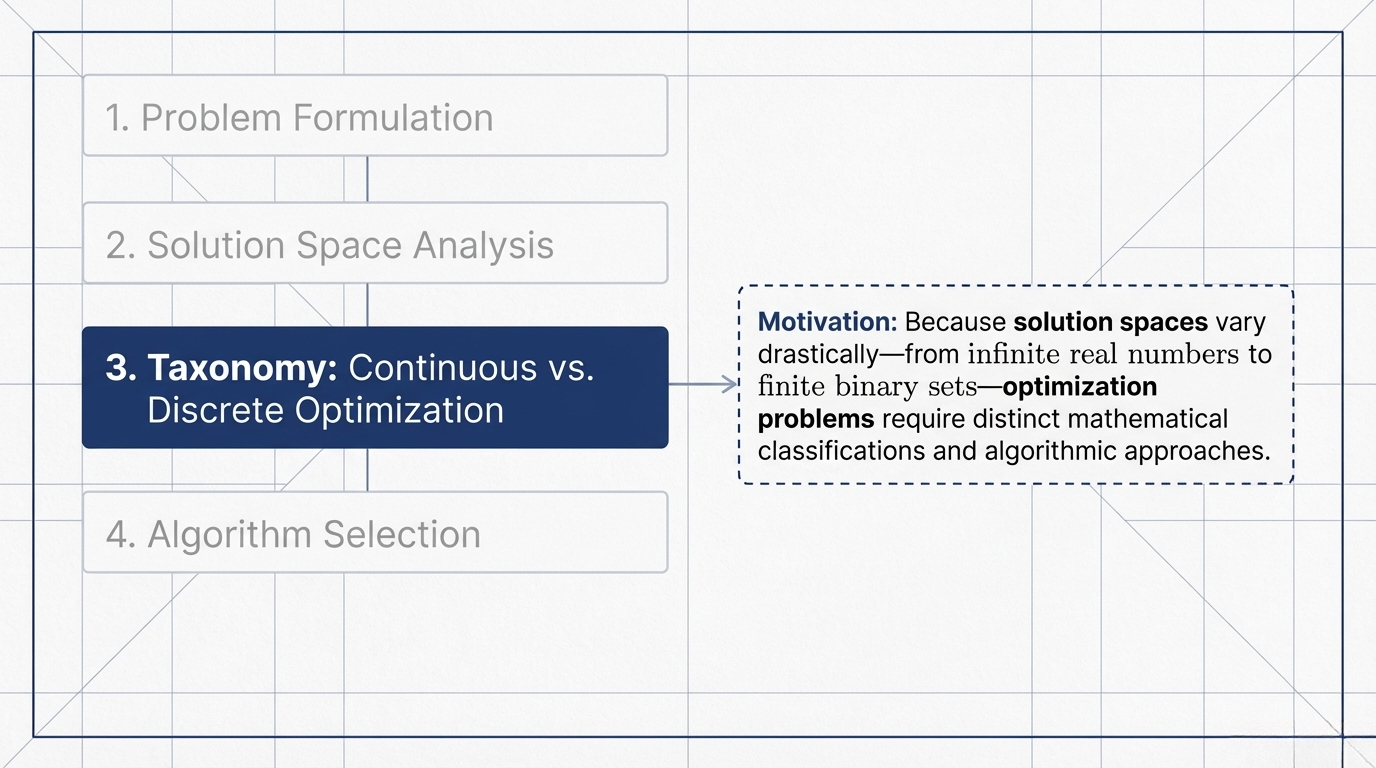 1. Problem Formulation
2. Solution Space Analysis
3. Taxonomy: Continuous vs.
Discrete Optimization
4. Algorithm Selection
Motivation: Because solution spaces vary
drastically—from infinite real numbers to
finite binary sets—optimization
problems require distinct mathematical
classifications and algorithmic approaches.